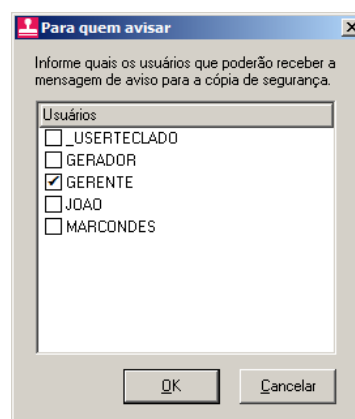 Para quem avisar
Informe quais os usuários que poderão receber a
mensagem de aviso para a cópia de segurança.
Usuários
_USERTECLADO
GERADOR
GERENTE
JOAO
MARCONDES
OK
Cancelar